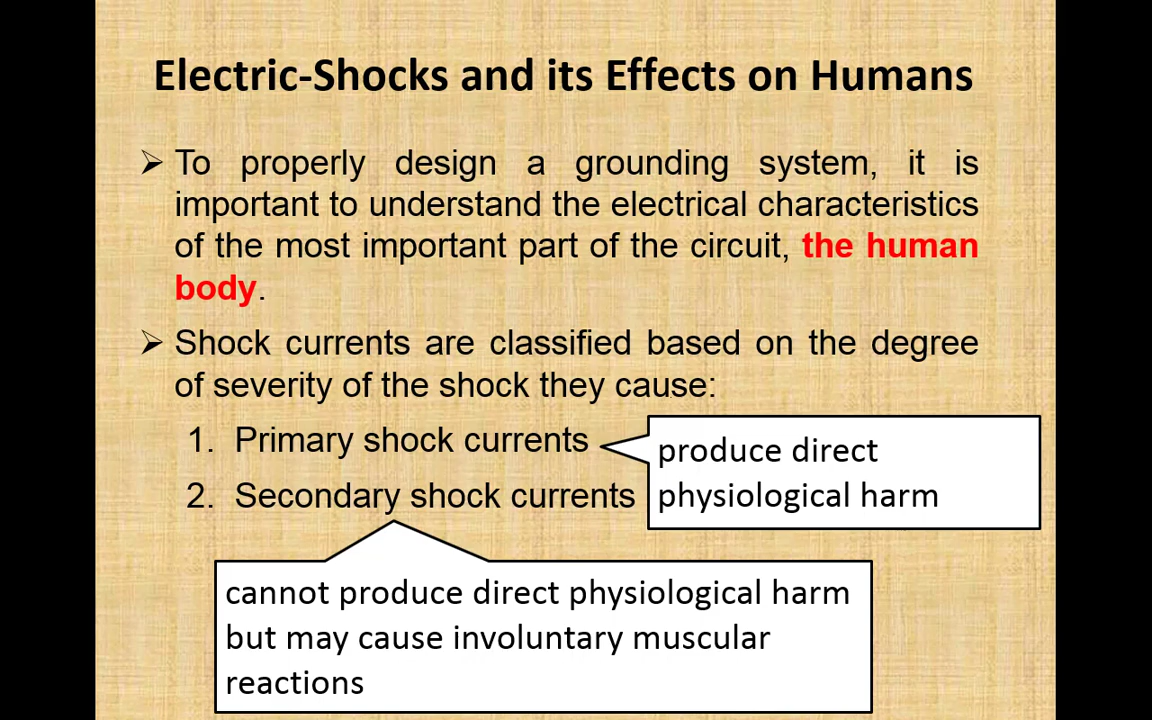 Electric-Shocks and its Effects on Humans
➢ To properly design a grounding system, it is
important to understand the electrical characteristics
of the most important part of the circuit, the human
body.
➢ Shock currents are classified based on the degree
of severity of the shock they cause:
1. Primary shock currents
produce direct
physiological harm
2. Secondary shock currents
cannot produce direct physiological harm
but may cause involuntary muscular
reactions